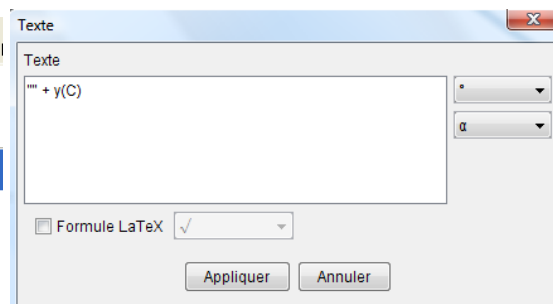 Texte
Texte
"" + y(C)
°
α
Formule LaTeX √
Appliquer Annuler